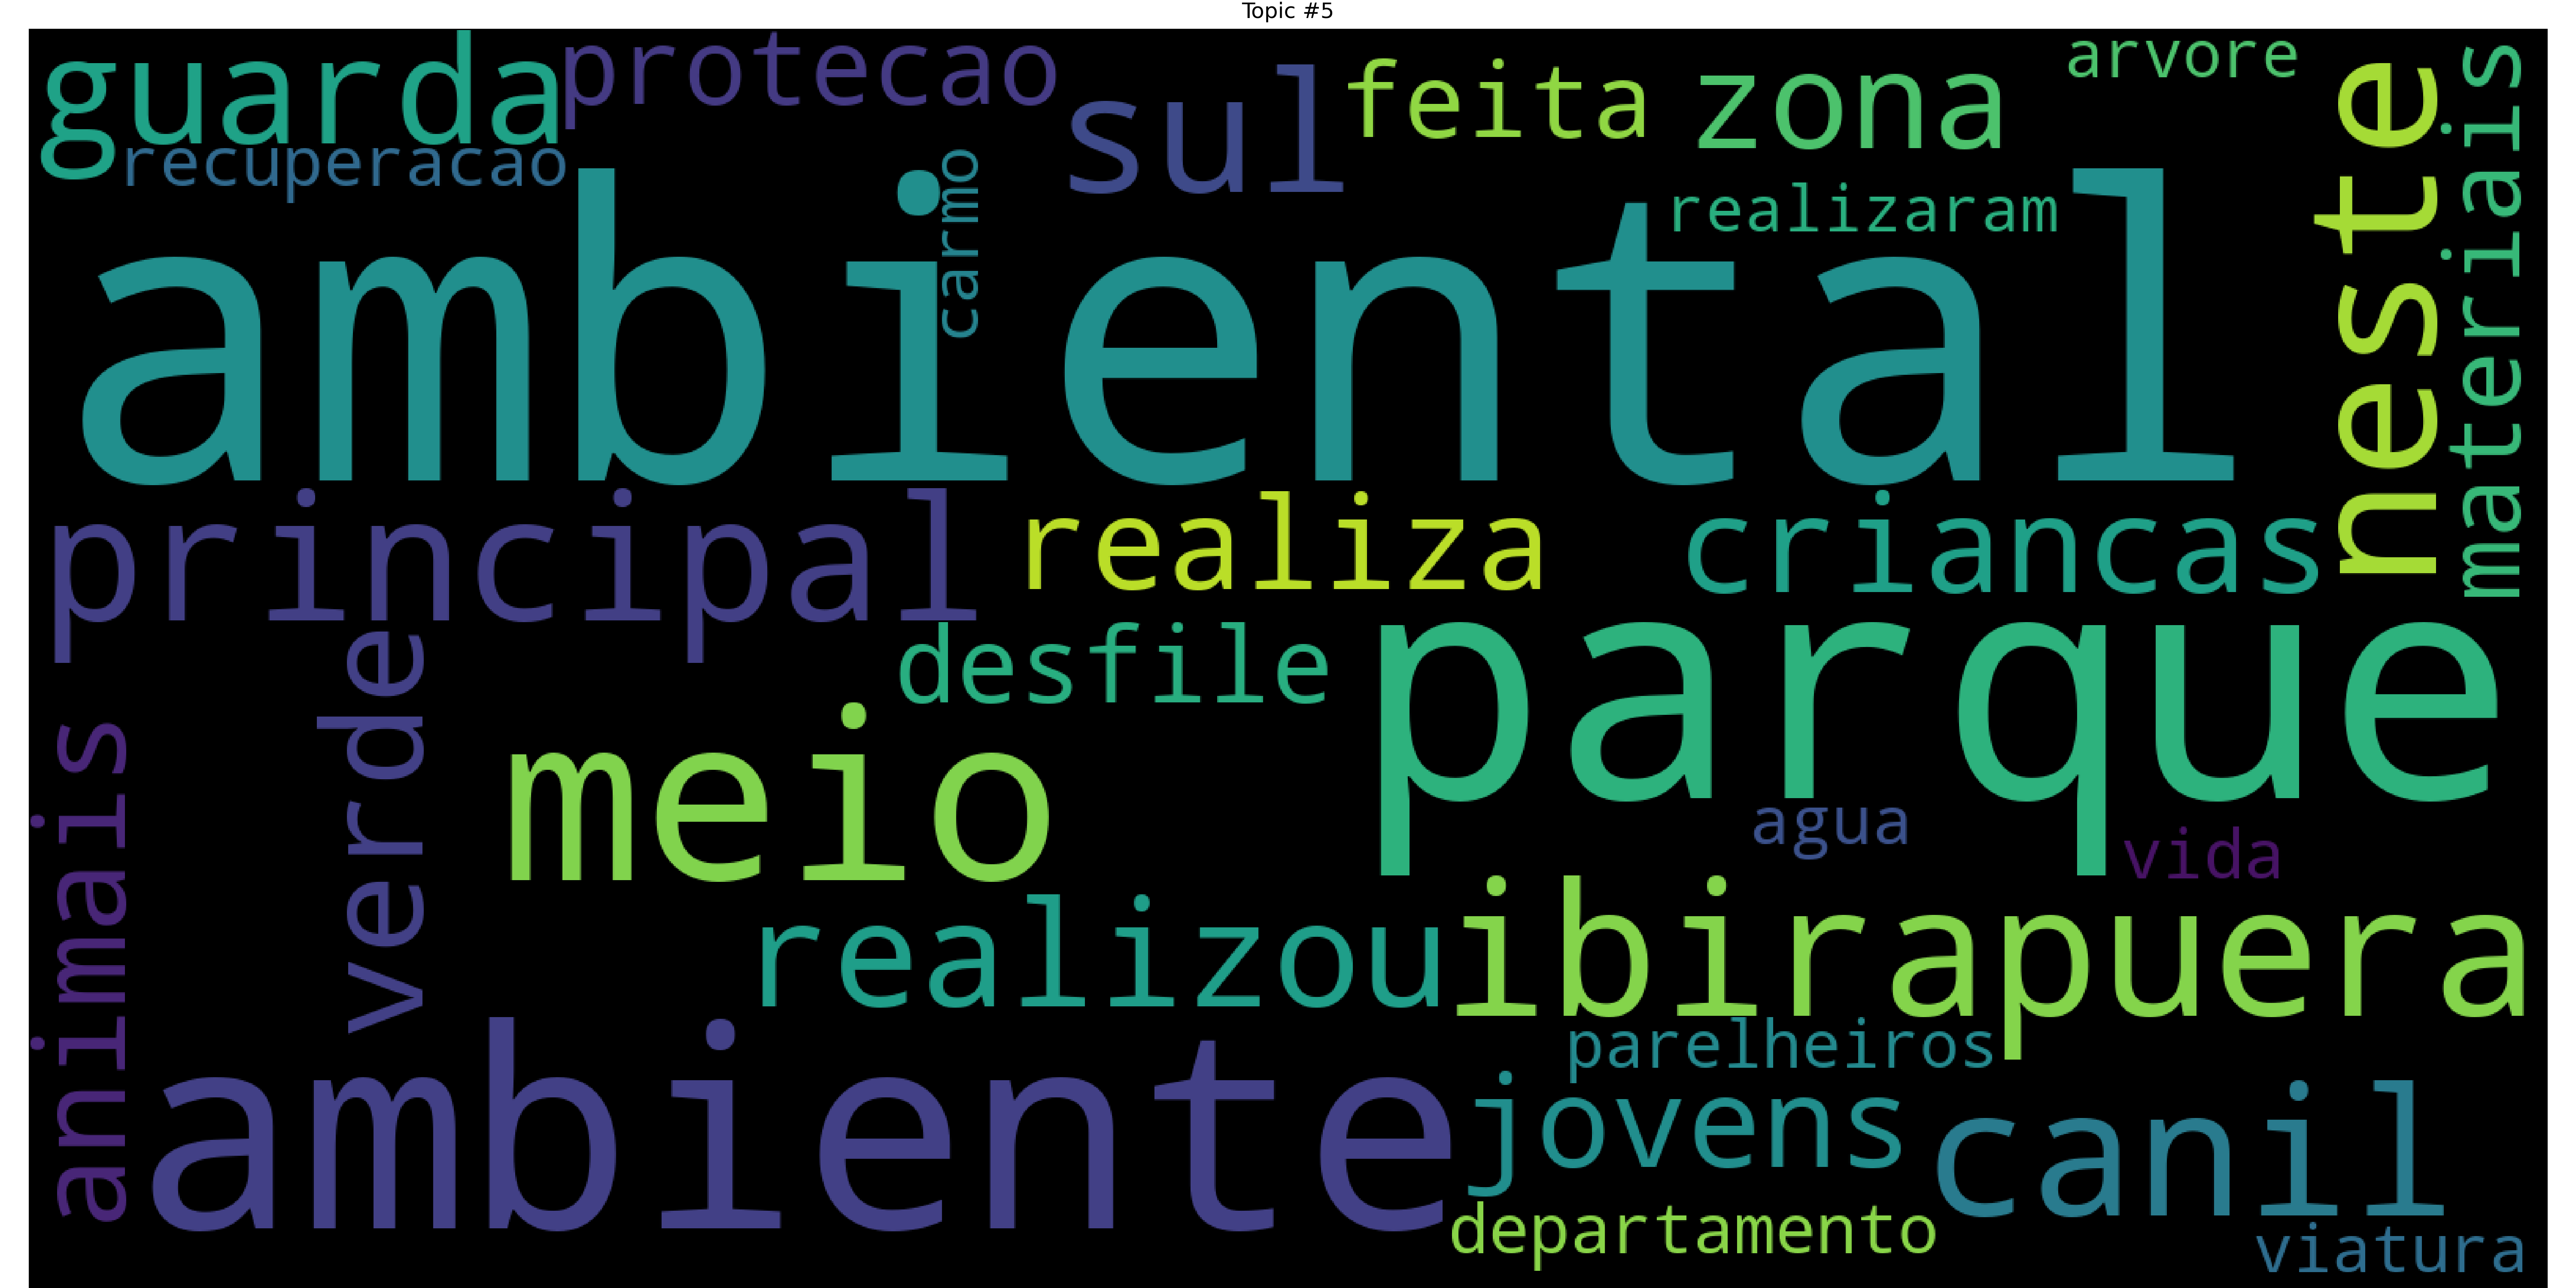 Topic #5
guarda
protecao
recuperacao
carmo
sul
feita
zona
arvore
realizaram
neste
materiais
ambiental
principal
realiza
criancas
desfile
parque
animais
verde
meio
agua
vida
realizou
ibirapuera
parelheiros
ambiente
jovens
canil
departamento
viatura